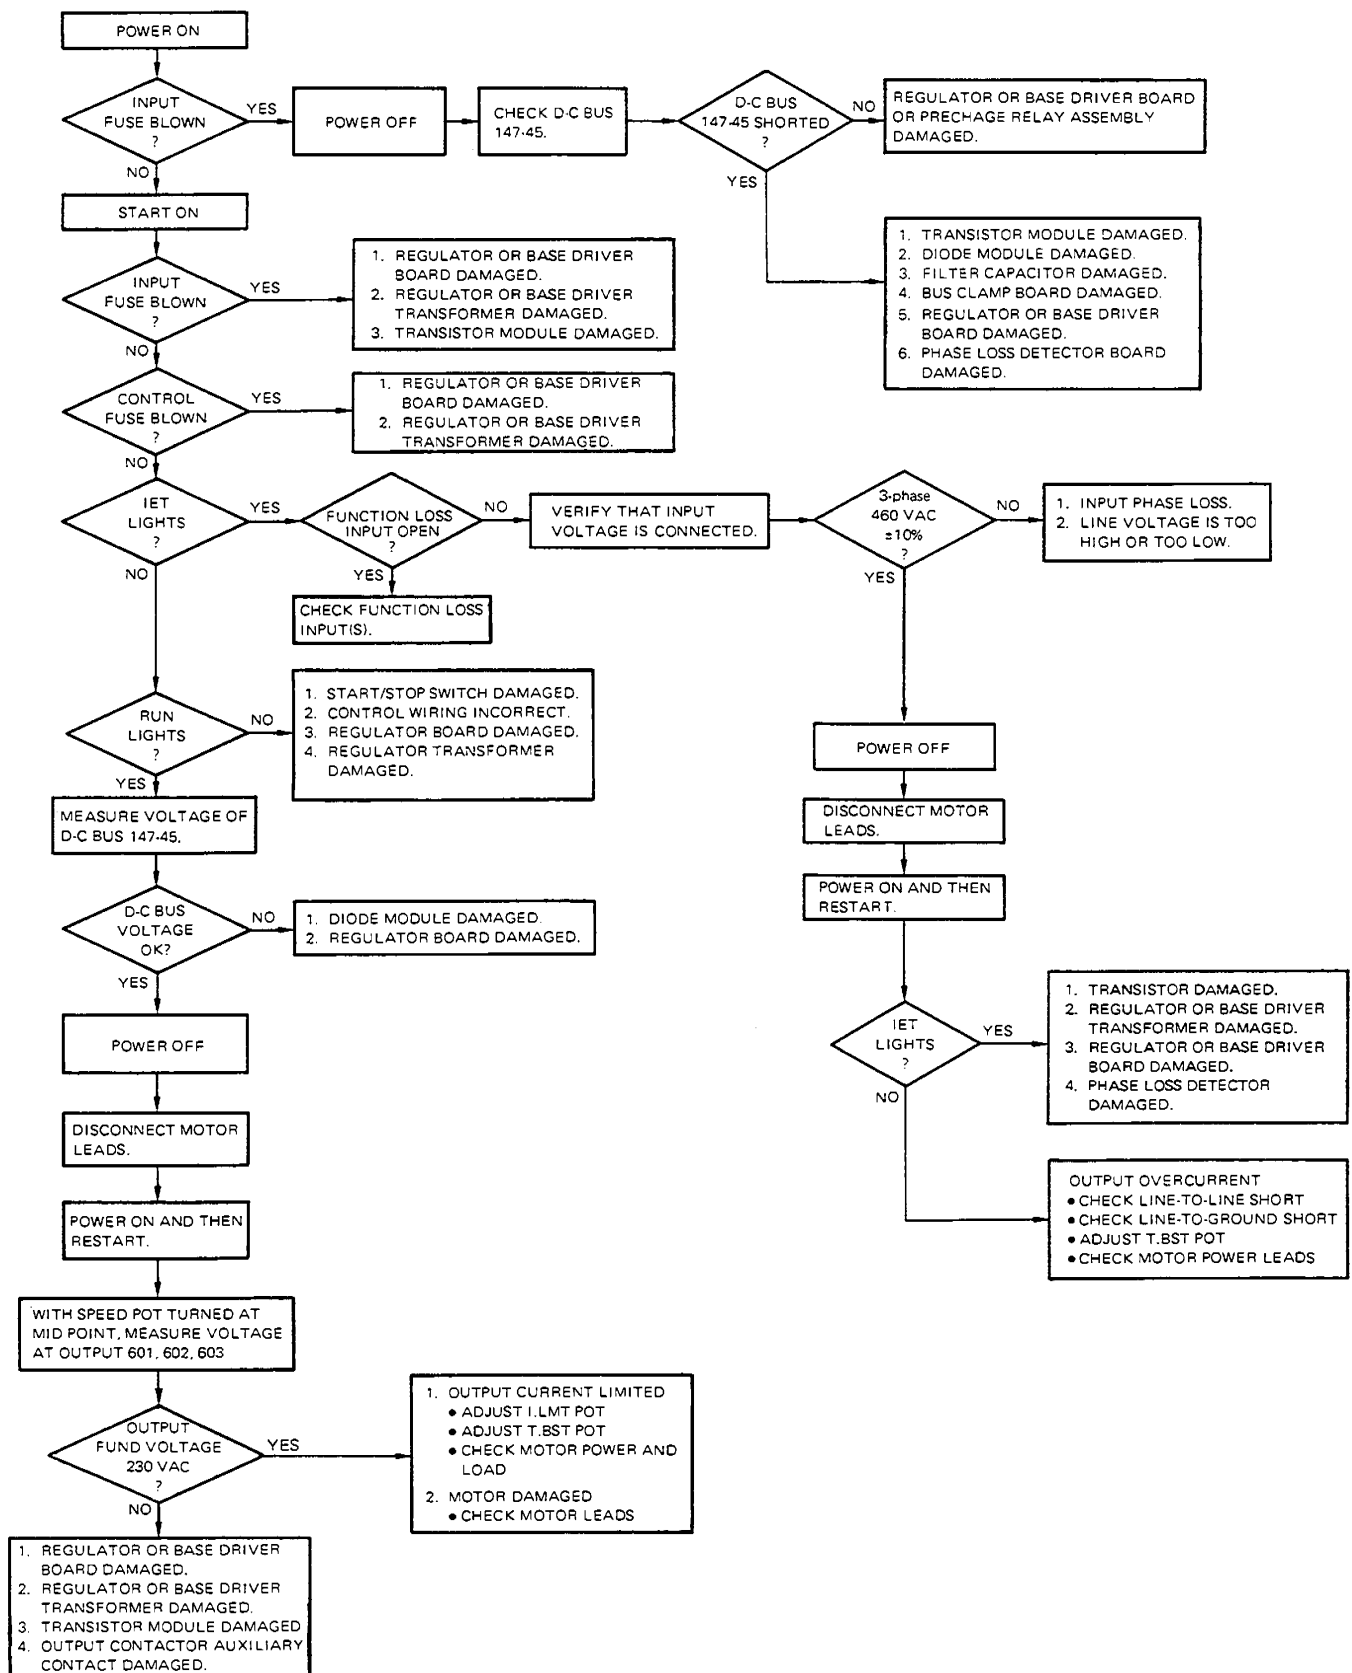 POWER ON
INPUT
FUSE BLOWN
?
YES
NO
POWER OFF
CHECK D-C BUS
147-45.
D-C BUS
147-45 SHORTED
?
NO
YES
REGULATOR OR BASE DRIVER BOARD
OR PRECHAGE RELAY ASSEMBLY
DAMAGED.
1. TRANSISTOR MODULE DAMAGED.
2. DIODE MODULE DAMAGED.
3. FILTER CAPACITOR DAMAGED.
4. BUS CLAMP BOARD DAMAGED.
5. REGULATOR OR BASE DRIVER
BOARD DAMAGED.
6. PHASE LOSS DETECTOR BOARD
DAMAGED.
START ON
INPUT
FUSE BLOWN
?
YES
NO
1. REGULATOR OR BASE DRIVER
BOARD DAMAGED.
2. REGULATOR OR BASE DRIVER
TRANSFORMER DAMAGED.
3. TRANSISTOR MODULE DAMAGED.
CONTROL
FUSE BLOWN
?
YES
NO
1. REGULATOR OR BASE DRIVER
BOARD DAMAGED.
2. REGULATOR OR BASE DRIVER
TRANSFORMER DAMAGED.
IET
LIGHTS
?
YES
NO
FUNCTION LOSS
INPUT OPEN
?
NO
YES
CHECK FUNCTION LOSS
INPUT(S).
VERIFY THAT INPUT
VOLTAGE IS CONNECTED.
3-phase
460 VAC
±10%
?
NO
YES
1. INPUT PHASE LOSS.
2. LINE VOLTAGE IS TOO
HIGH OR TOO LOW.
RUN
LIGHTS
?
NO
YES
1. START/STOP SWITCH DAMAGED.
2. CONTROL WIRING INCORRECT.
3. REGULATOR BOARD DAMAGED.
4. REGULATOR TRANSFORMER
DAMAGED.
MEASURE VOLTAGE OF
D-C BUS 147-45.
D-C BUS
VOLTAGE
OK?
NO
YES
1. DIODE MODULE DAMAGED.
2. REGULATOR BOARD DAMAGED.
POWER OFF
DISCONNECT MOTOR
LEADS.
POWER ON AND THEN
RESTART.
WITH SPEED POT TURNED AT
MID POINT, MEASURE VOLTAGE
AT OUTPUT 601, 602, 603
OUTPUT
FUND VOLTAGE
230 VAC
?
YES
NO
1. OUTPUT CURRENT LIMITED
● ADJUST I.LMT POT
● ADJUST T.BST POT
● CHECK MOTOR POWER AND
LOAD
2. MOTOR DAMAGED
● CHECK MOTOR LEADS
1. REGULATOR OR BASE DRIVER
BOARD DAMAGED.
2. REGULATOR OR BASE DRIVER
TRANSFORMER DAMAGED.
3. TRANSISTOR MODULE DAMAGED
4. OUTPUT CONTACTOR AUXILIARY
CONTACT DAMAGED.
POWER OFF
DISCONNECT MOTOR
LEADS.
POWER ON AND THEN
RESTART.
IET
LIGHTS
?
YES
NO
1. TRANSISTOR DAMAGED.
2. REGULATOR OR BASE DRIVER
TRANSFORMER DAMAGED.
3. REGULATOR OR BASE DRIVER
BOARD DAMAGED.
4. PHASE LOSS DETECTOR
DAMAGED.
OUTPUT OVERCURRENT
● CHECK LINE-TO-LINE SHORT
● CHECK LINE-TO-GROUND SHORT
● ADJUST T.BST POT
● CHECK MOTOR POWER LEADS